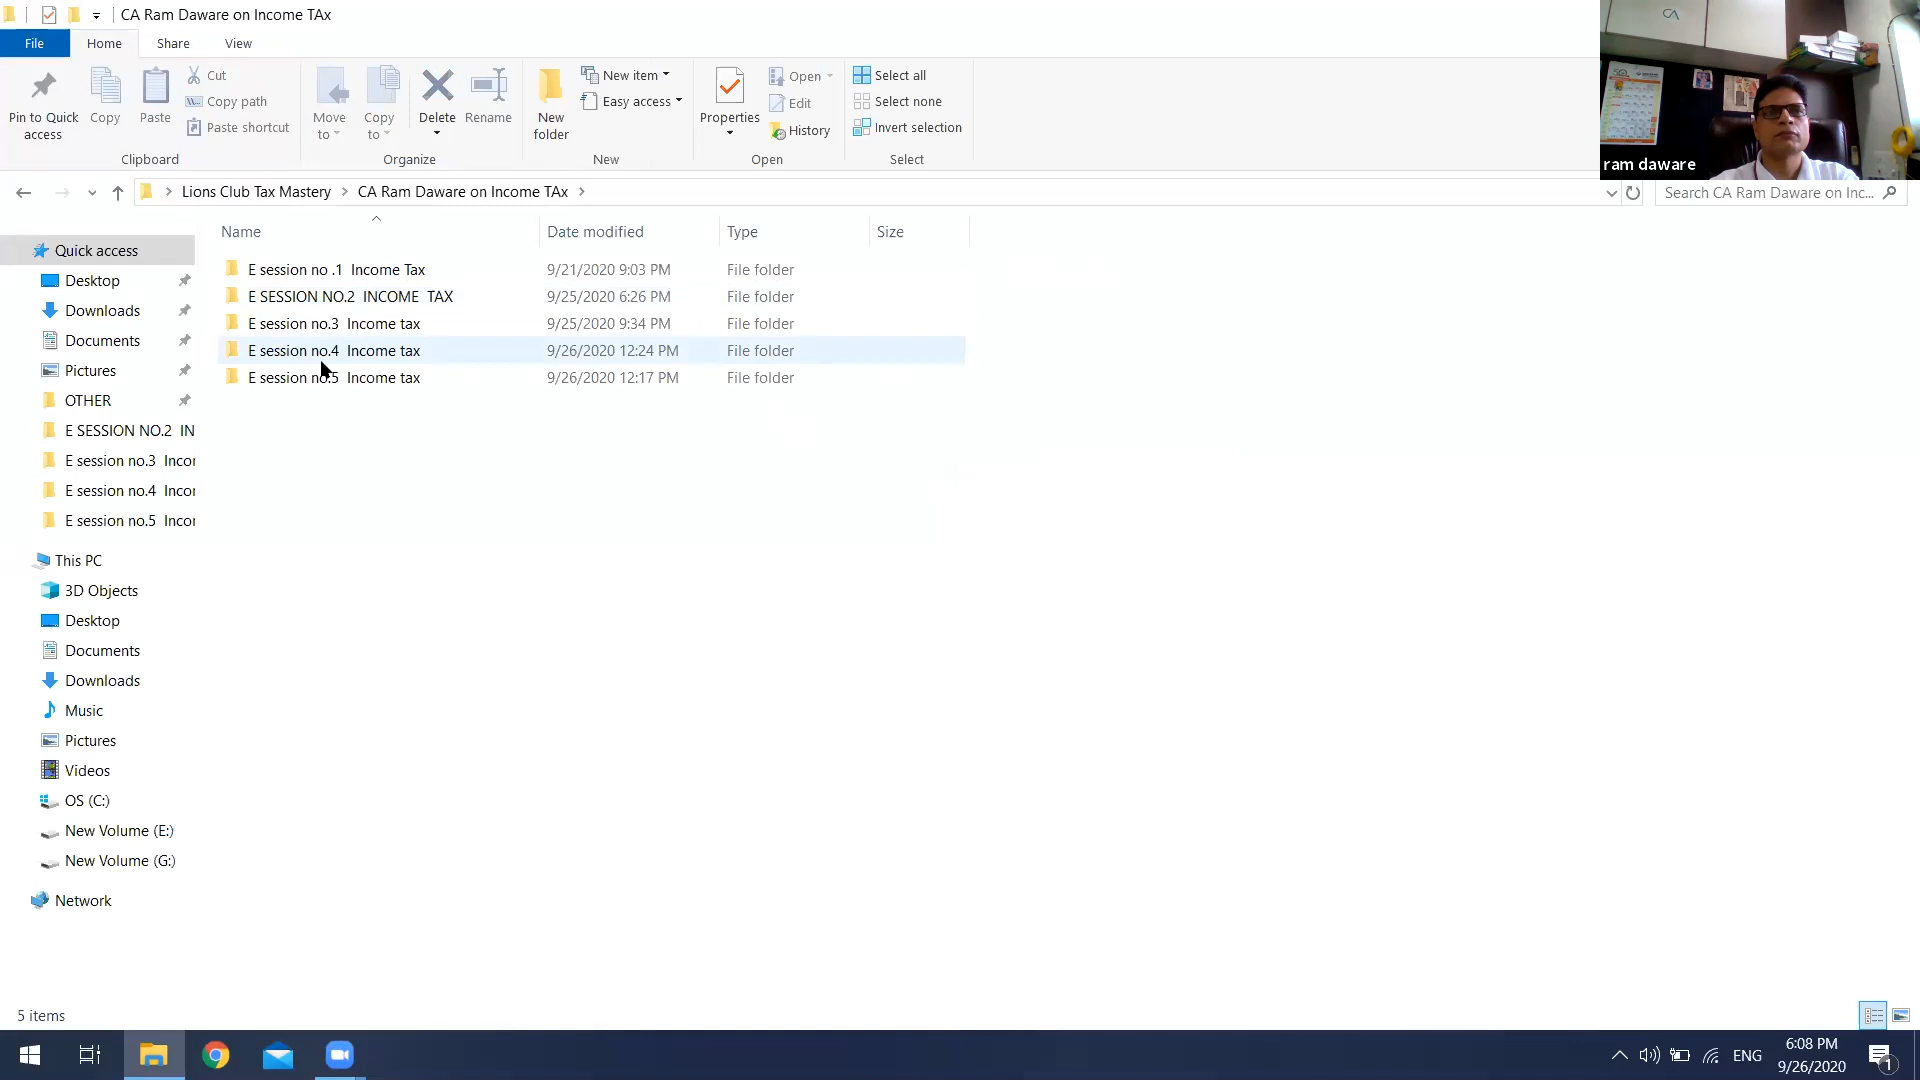 CA Ram Daware on Income TAx
File Home Share View
Pin to Quick access
Copy
Paste
Cut
Copy path
Paste shortcut
Clipboard
Move to
Copy to
Delete
Rename
Organize
New folder
New item
Easy access
New
Properties
Open
Edit
History
Open
Select all
Select none
Invert selection
Select
ram daware
Lions Club Tax Mastery CA Ram Daware on Income TAx
Search CA Ram Daware on Inc...
Name Date modified Type Size
E session no .1 Income Tax 9/21/2020 9:03 PM File folder
E SESSION NO.2 INCOME TAX 9/25/2020 6:26 PM File folder
E session no.3 Income tax 9/25/2020 9:34 PM File folder
E session no.4 Income tax 9/26/2020 12:24 PM File folder
E session no.5 Income tax 9/26/2020 12:17 PM File folder
Quick access
Desktop
Downloads
Documents
Pictures
OTHER
E SESSION NO.2 IN
E session no.3 Incor
E session no.4 Incor
E session no.5 Incor
This PC
3D Objects
Desktop
Documents
Downloads
Music
Pictures
Videos
OS (C:)
New Volume (E:)
New Volume (G:)
Network
5 items
ENG
6:08 PM
9/26/2020
1